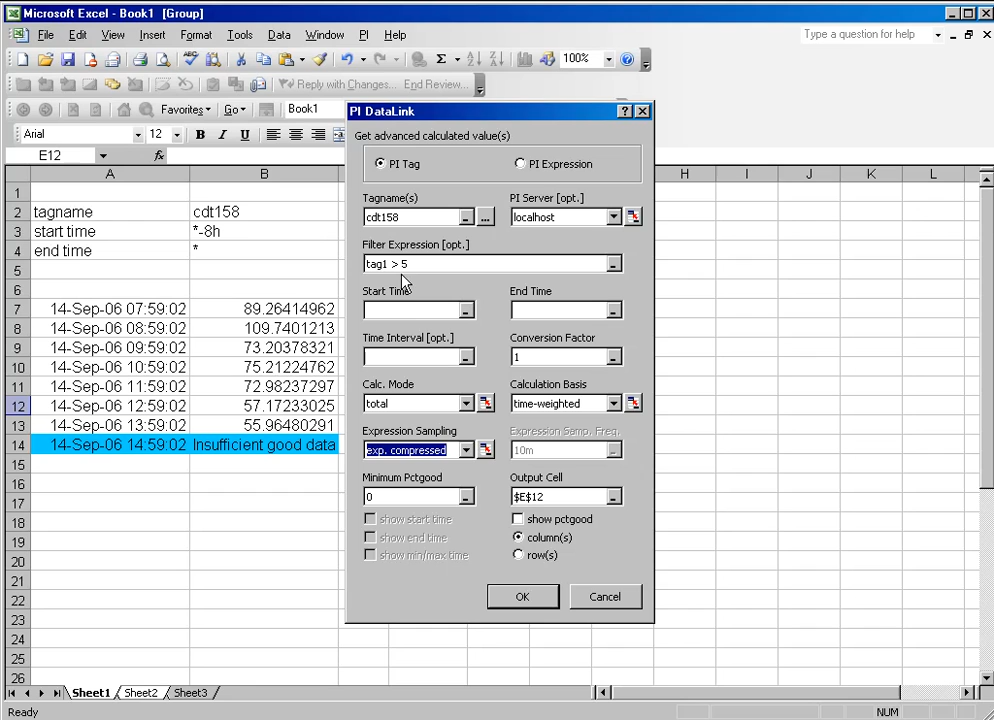 Microsoft Excel - Book1 [Group]
File Edit View Insert Format Tools Data Window PI Help Type a question for help
100%
Reply with Changes... End Review...
Favorites Go Book1
Arial 12 B I U
E12 fx
A B H I J K L
1
2 tagname cdt158
3 start time *-8h
4 end time *
5
6
7 14-Sep-06 07:59:02 89.26414962
8 14-Sep-06 08:59:02 109.7401213
9 14-Sep-06 09:59:02 73.20378321
10 14-Sep-06 10:59:02 75.21224762
11 14-Sep-06 11:59:02 72.98237297
12 14-Sep-06 12:59:02 57.17233025
13 14-Sep-06 13:59:02 55.96480291
14 14-Sep-06 14:59:02 Insufficient good data
15
16
17
18
19
20
21
22
23
24
25
26
PI DataLink
Get advanced calculated value(s)
PI Tag PI Expression
Tagname(s) PI Server [opt.]
cdt158 ... localhost
Filter Expression [opt.]
tag1 > 5
Start Time End Time
Time Interval [opt.] Conversion Factor
1
Calc. Mode Calculation Basis
total time-weighted
Expression Sampling Expression Samp. Freq.
exp. compressed 10m
Minimum Pctgood Output Cell
0 $E$12
show start time show pctgood
show end time column(s)
show min/max time row(s)
OK Cancel
Sheet1 Sheet2 Sheet3
Ready NUM